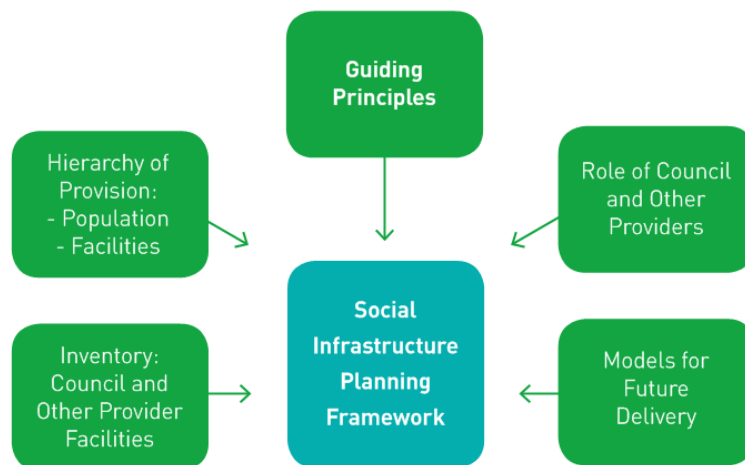 Guiding
Principles
Hierarchy of
Provision:
- Population
- Facilities
Role of Council
and Other
Providers
Social
Infrastructure
Planning
Framework
Inventory:
Council and
Other Provider
Facilities
Models for
Future
Delivery